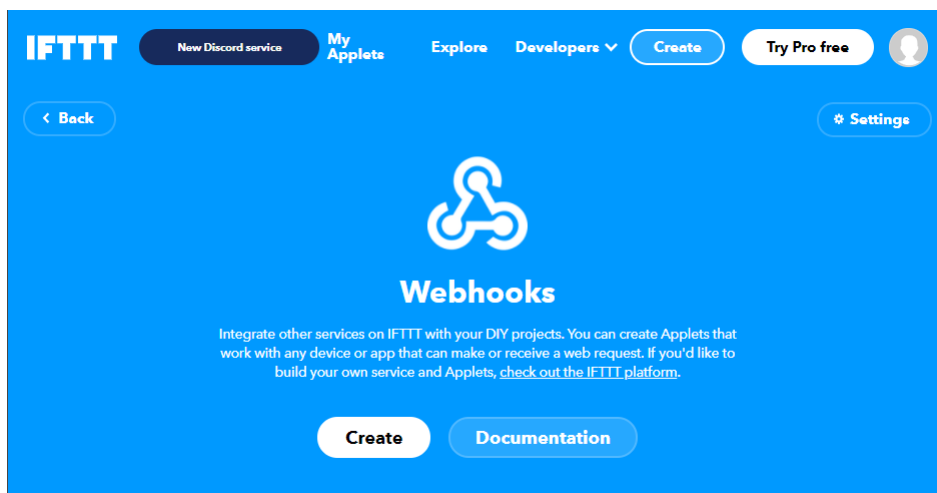 IFTTT
New Discord service
My
Applets
Explore
Developers
Create
Try Pro free
Back
Settings
Webhooks
Integrate other services on IFTTT with your DIY projects. You can create Applets that
work with any device or app that can make or receive a web request. If you'd like to
build your own service and Applets, check out the IFTTT platform.
Create
Documentation